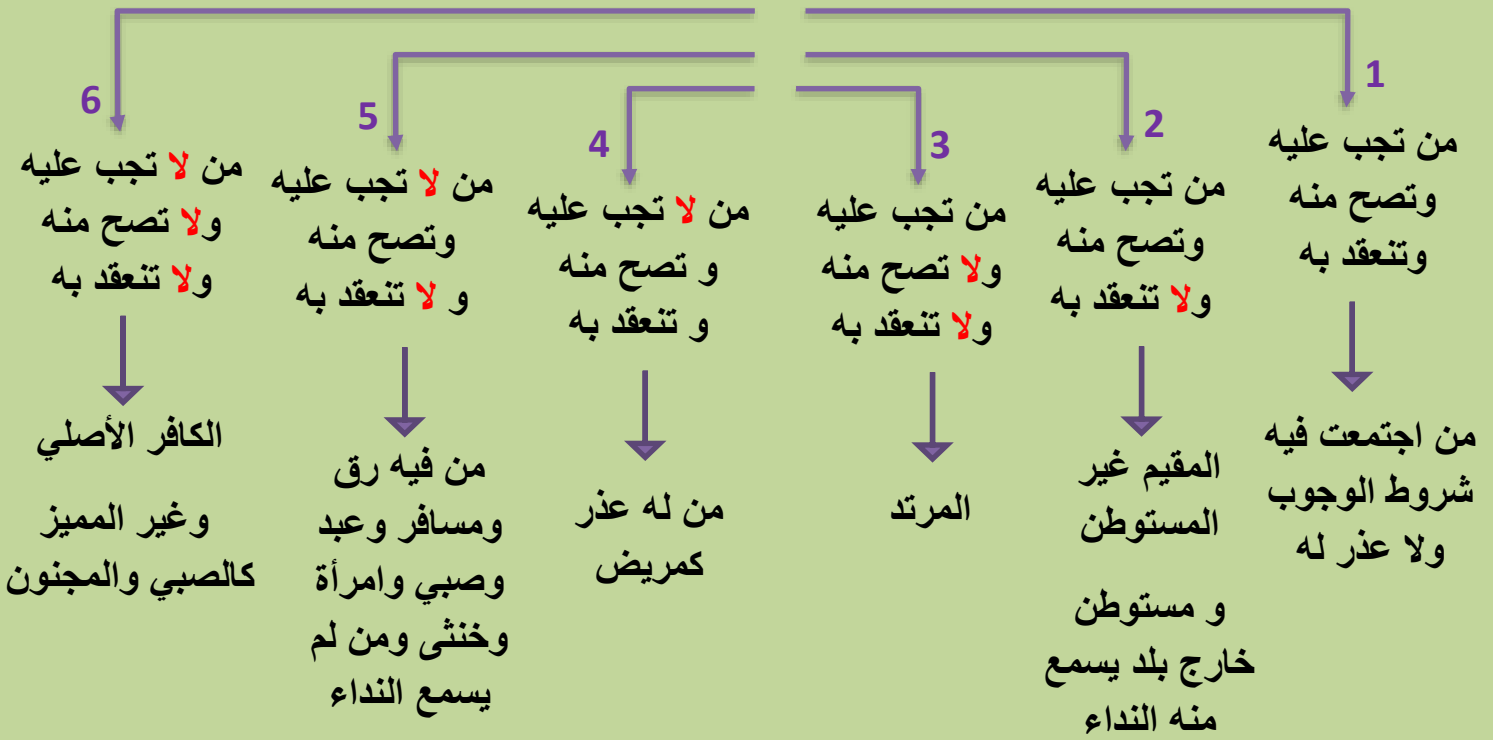 1
من تجب عليه
وتصح منه
وتنعقد به
من اجتمعت فيه
شروط الوجوب
ولا عذر له
2
من تجب عليه
وتصح منه
ولا تنعقد به
المقيم غير
المستوطن
و مستوطن
خارج بلد يسمع
منه النداء
3
من تجب عليه
ولا تصح منه
ولا تنعقد به
المرتد
4
من لا تجب عليه
و تصح منه
و تنعقد به
من له عذر
كمريض
5
من لا تجب عليه
وتصح منه
و لا تنعقد به
من فيه رق
ومسافر وعبد
وصبي وامرأة
وخنثى ومن لم
يسمع النداء
6
من لا تجب عليه
ولا تصح منه
ولا تنعقد به
الكافر الأصلي
وغير المميز
كالصبي والمجنون